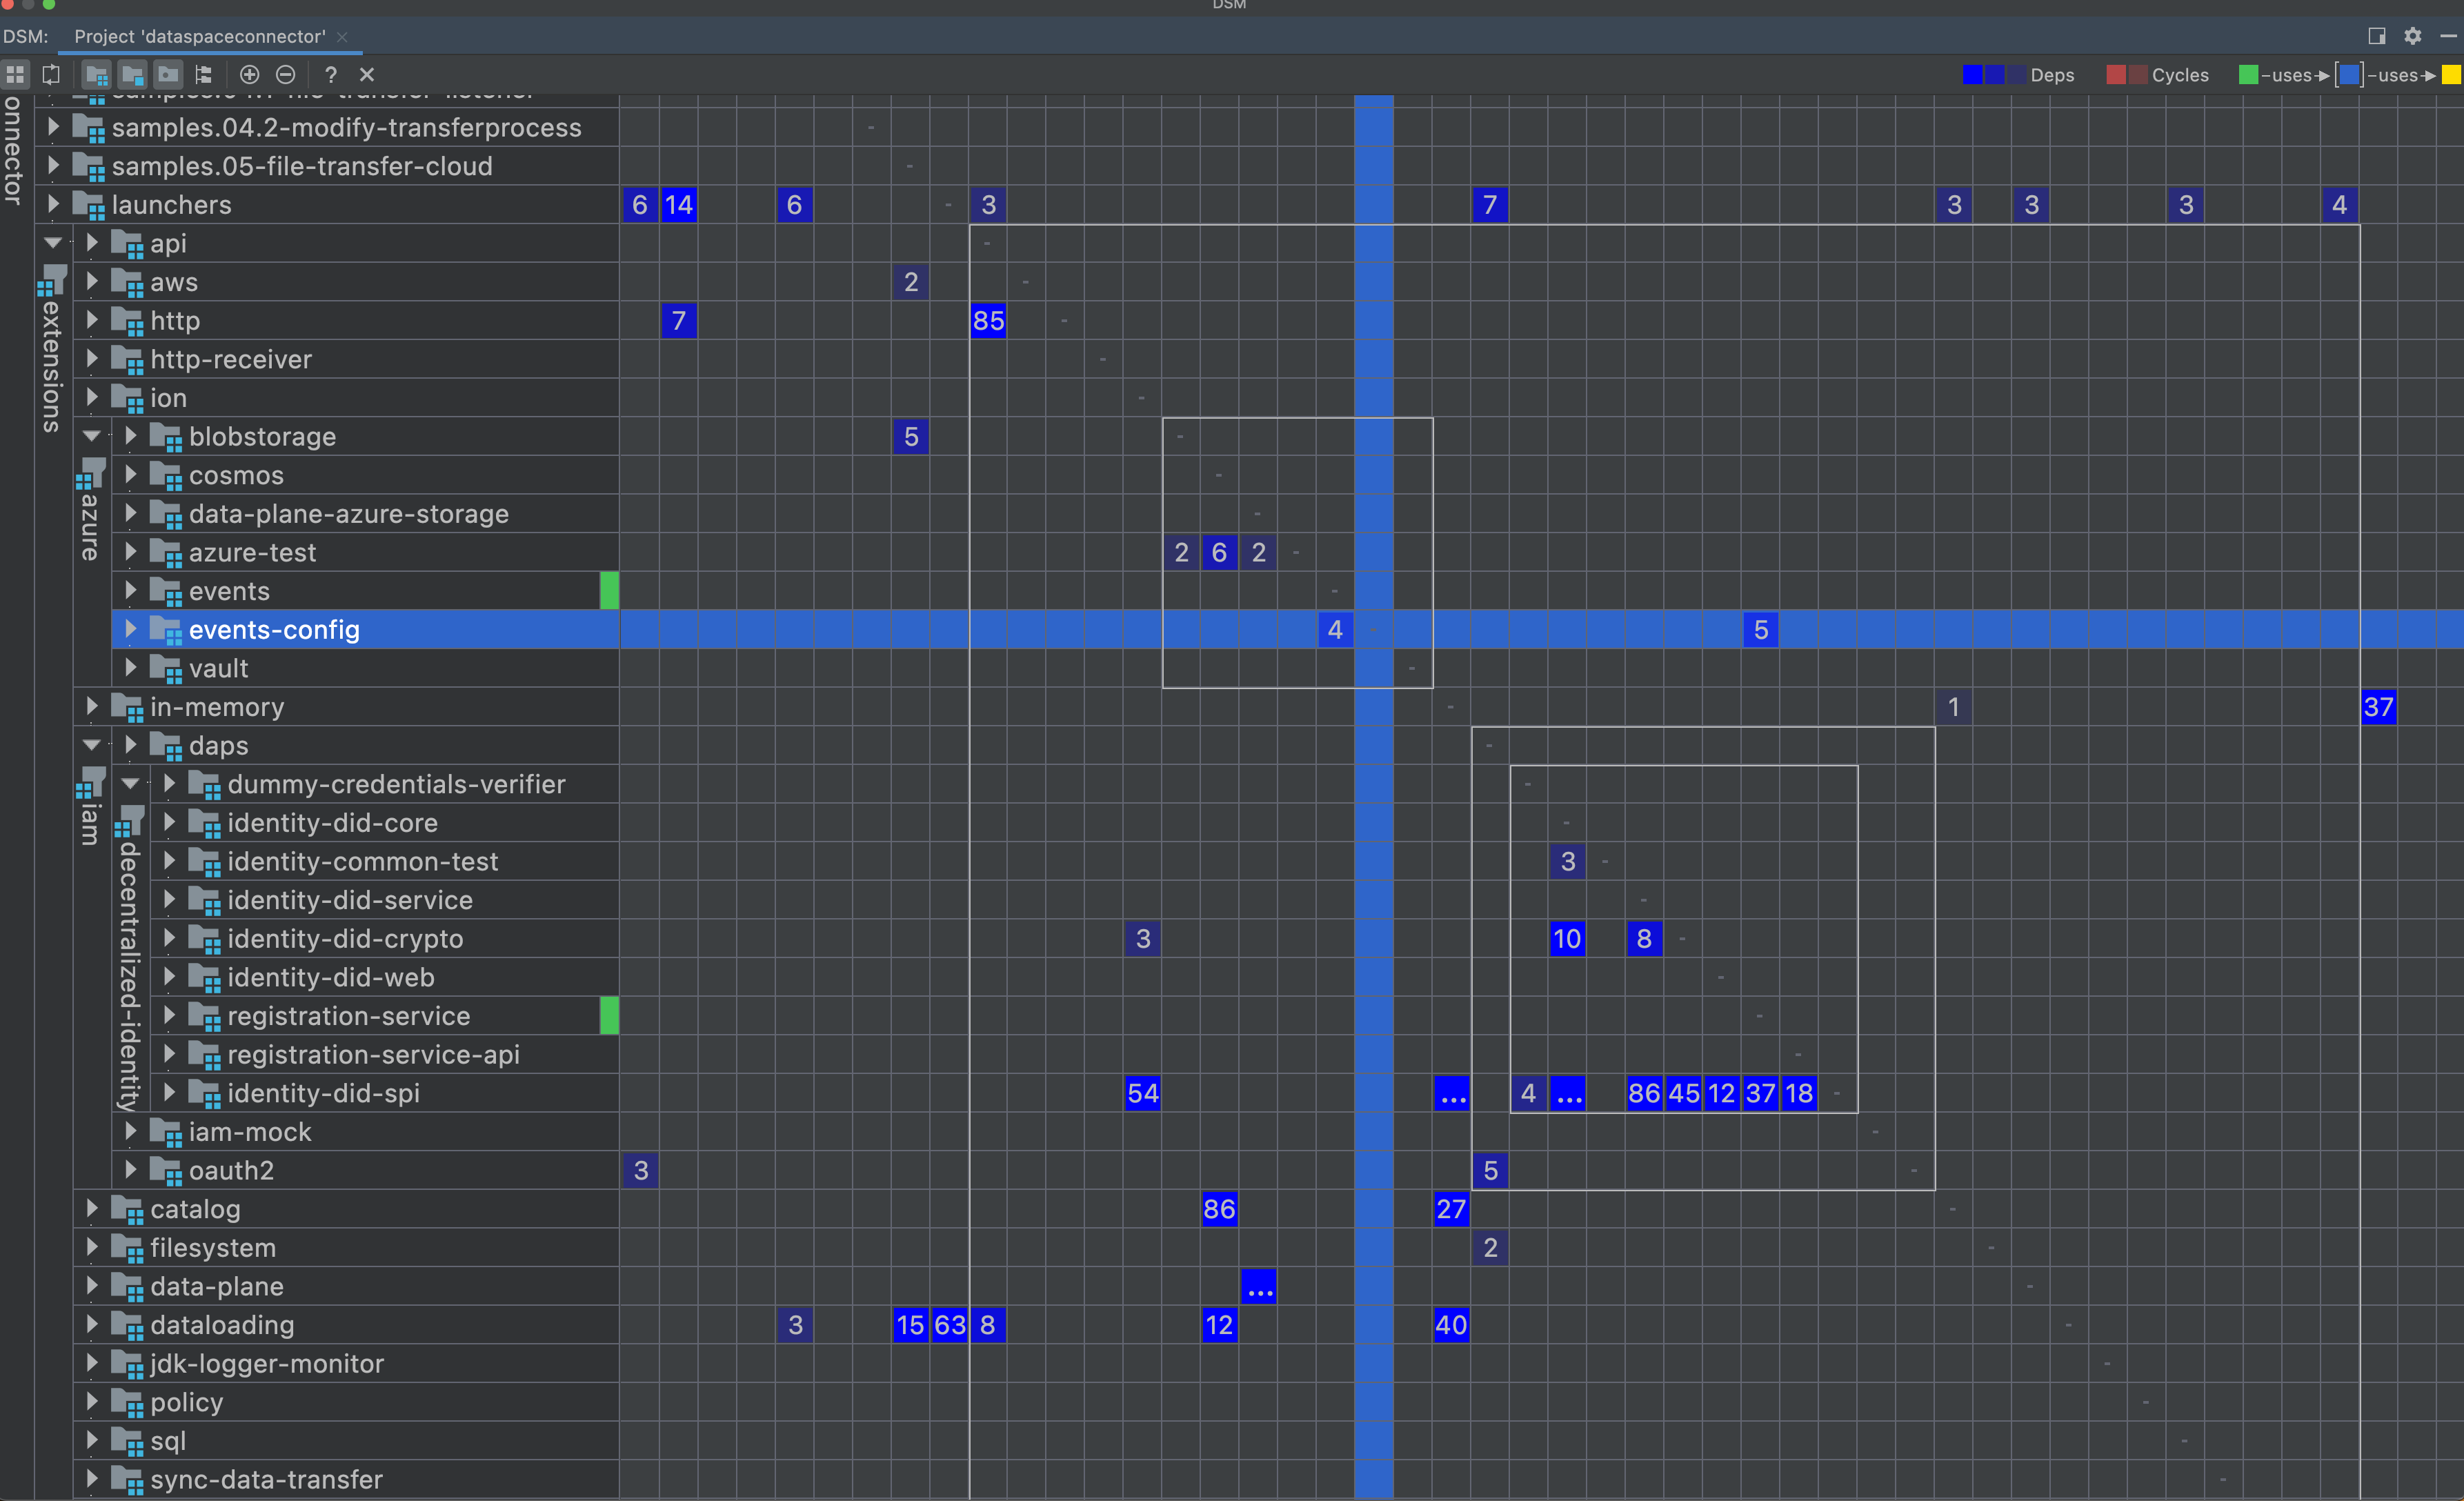 DSM
DSM: Project 'dataspaceconnector'
? Deps Cycles –uses→ [ ] –uses→
onnector
samples.04.2-modify-transferprocess -
samples.05-file-transfer-cloud -
launchers 6 14 6 - 3 7 3 3 3 4
extensions
api -
aws 2 -
http 7 85 -
http-receiver -
ion -
azure
blobstorage 5 -
cosmos -
data-plane-azure-storage -
azure-test 2 6 2 -
events -
events-config 4 - 5
vault -
in-memory - 1 37
iam
daps -
decentralized-identity
dummy-credentials-verifier -
identity-did-core -
identity-common-test 3 -
identity-did-service -
identity-did-crypto 3 10 8 -
identity-did-web -
registration-service -
registration-service-api -
identity-did-spi 54 ... 4 ... 86 45 12 37 18 -
iam-mock -
oauth2 3 5 -
catalog 86 27 -
filesystem 2 -
data-plane ... -
dataloading 3 15 63 8 12 40 -
jdk-logger-monitor -
policy -
sql -
sync-data-transfer -